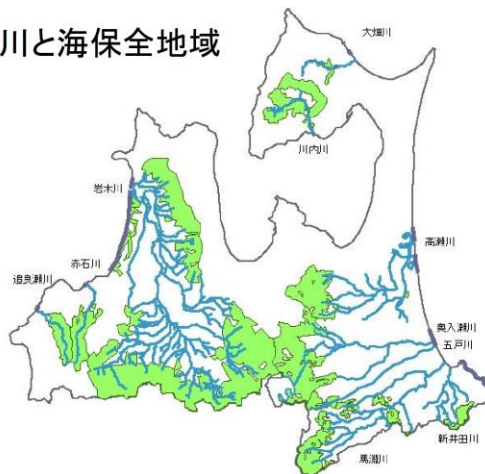 川と海保全地域
大畑川
川内川
岩木川
高瀬川
赤石川
追良瀬川
奥入瀬川
五戸川
新井田川
馬淵川